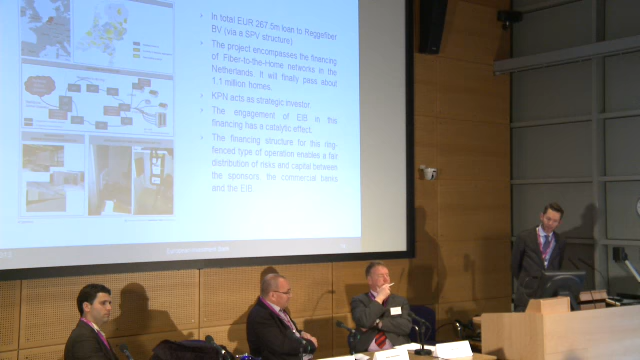 In total EUR 267.5m loan to Reggefiber
BV (via a SPV structure)
The project encompasses the financing
of Fiber-to-the-Home networks in the
Netherlands. It will finally pass about
1.1 million homes.
KPN acts as strategic investor.
The engagement of EIB in this
financing has a catalytic effect.
The financing structure for this ring-
fenced type of operation enables a fair
distribution of risks and capital between
the sponsors, the commercial banks
and the EIB.
European Investment Bank